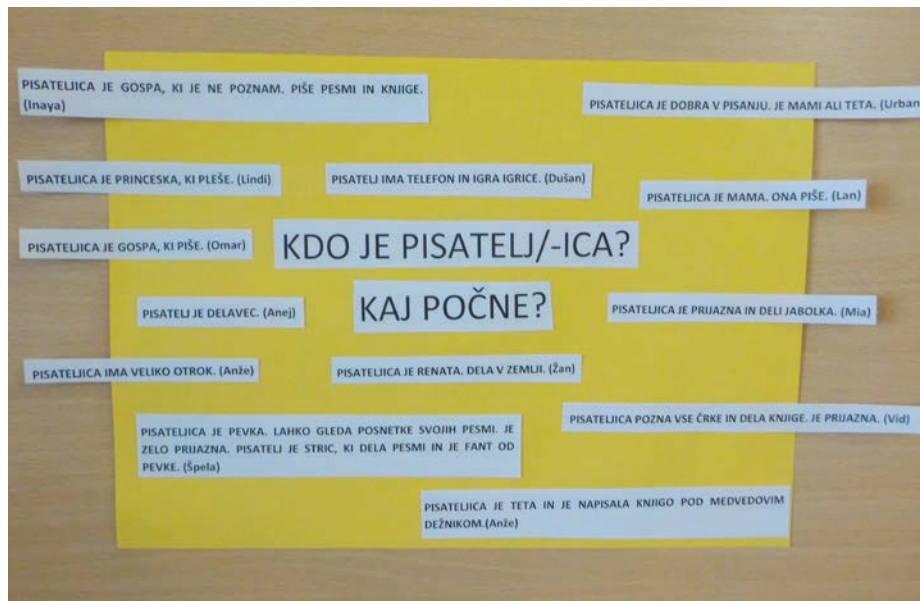 PISATELJICA JE GOSPA, KI JE NE POZNAM. PIŠE PESMI IN KNJIGE.
(Inaya)
PISATELJICA JE DOBRA V PISANJU. JE MAMI ALI TETA. (Urban
PISATELJICA JE PRINCESKA, KI PLEŠE. (Lindi)
PISATELJ IMA TELEFON IN IGRA IGRICE. (Dušan)
PISATELJICA JE MAMA. ONA PIŠE. (Lan)
PISATELJICA JE GOSPA, KI PIŠE. (Omar)
KDO JE PISATELJ/-ICA?
KAJ POČNE?
PISATELJ JE DELAVEC. (Anej)
PISATELJICA JE PRIJAZNA IN DELI JABOLKA. (Mia)
PISATELJICA IMA VELIKO OTROK. (Anže)
PISATELJICA JE RENATA. DELA V ZEMLJI. (Žan)
PISATELJICA POZNA VSE ČRKE IN DELA KNJIGE. JE PRIJAZNA. (Vid)
PISATELJICA JE PEVKA. LAHKO GLEDA POSNETKE SVOJIH PESMI. JE
ZELO PRIJAZNA. PISATELJ JE STRIC, KI DELA PESMI IN JE FANT OD
PEVKE. (Špela)
PISATELJICA JE TETA IN JE NAPISALA KNJIGO POD MEDVEDOVIM
DEŽNIKOM.(Anže)